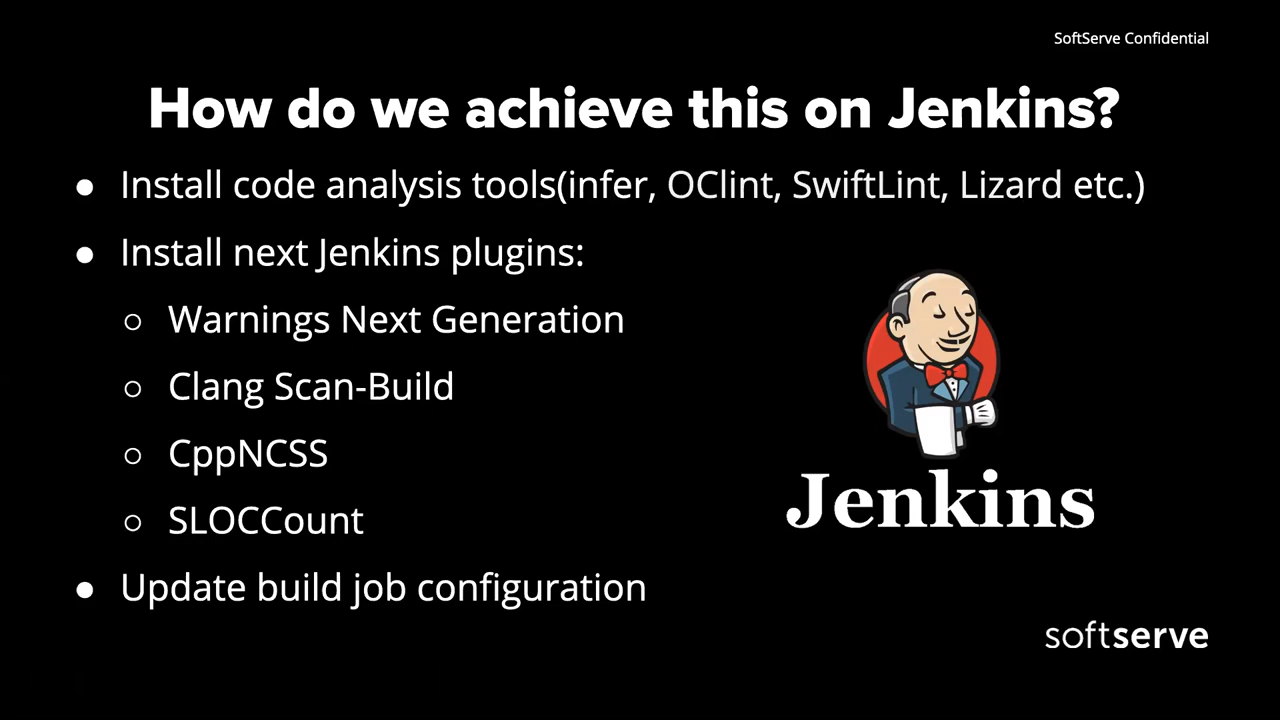 SoftServe Confidential
How do we achieve this on Jenkins?
● Install code analysis tools(infer, OClint, SwiftLint, Lizard etc.)
● Install next Jenkins plugins:
○ Warnings Next Generation
○ Clang Scan-Build
○ CppNCSS
○ SLOCCount
● Update build job configuration
Jenkins
softserve